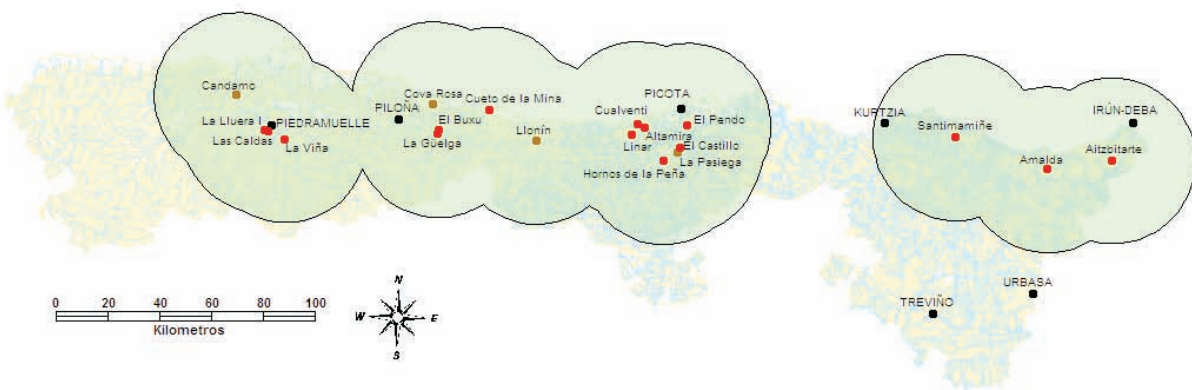 Candamo
La Lluera I
PIEDRAMUELLE
Las Caldas
La Viña
PILOÑA
Cova Rosa
Cueto de la Mina
El Buxu
La Güelga
Llonín
PICOTA
Cualventi
El Pendo
Altamira
Linar
El Castillo
La Pasiega
Hornos de la Peña
KURTZIA
Santimamiñe
IRÚN-DEBA
Amalda
Aitzbitarte
URBASA
TREVIÑO
0 20 40 60 80 100
Kilometros
N
W E
S